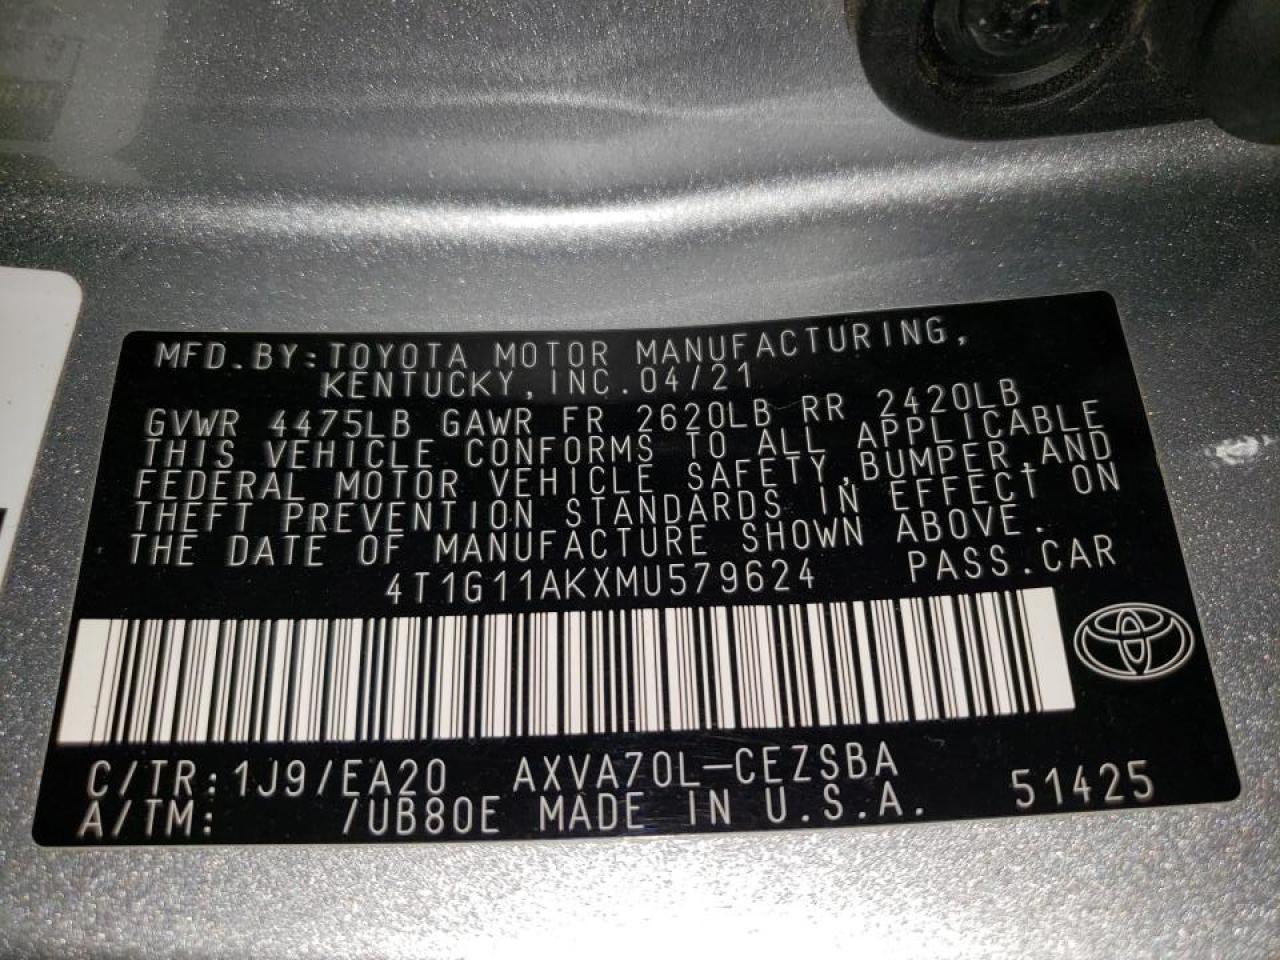 MFD.BY:TOYOTA MOTOR MANUFACTURING,
KENTUCKY,INC.04/21
GVWR 4475LB GAWR FR 2620LB RR 2420LB
THIS VEHICLE CONFORMS TO ALL APPLICABLE
FEDERAL MOTOR VEHICLE SAFETY,BUMPER,AND
THEFT PREVENTION STANDARDS IN EFFECT ON
THE DATE OF MANUFACTURE SHOWN ABOVE.
4T1G11AKXMU579624 PASS.CAR
C/TR:1J9/EA20 AXVA70L-CEZSBA
A/TM: /UB80E MADE IN U.S.A. 51425